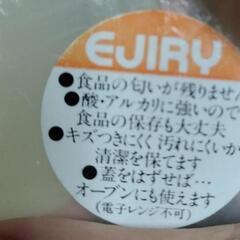 EJIRY
●食品の匂いが残りません
●酸・アルカリに強いので
食品の保存も大丈夫
●キズつきにくく汚れにくいか
清潔を保てます
●蓋をはずせば…
オーブンにも使えます
(電子レンジ不可)